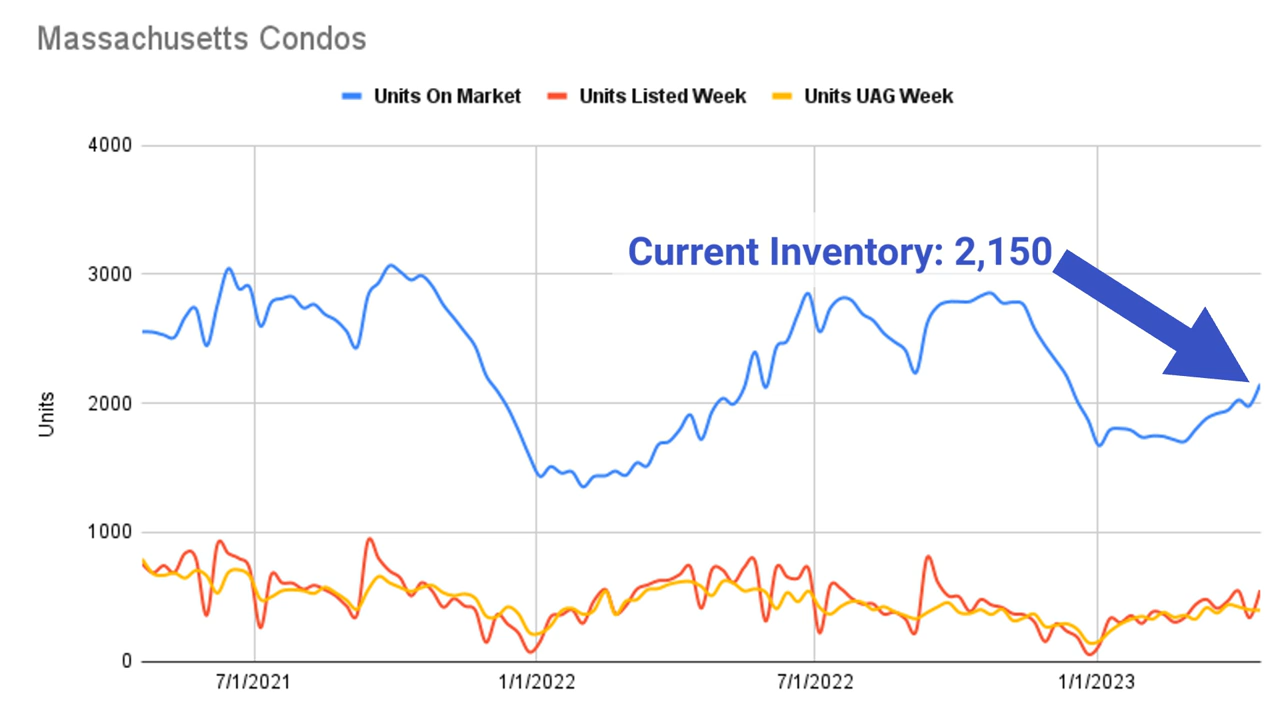 Massachusetts Condos
Units On Market Units Listed Week Units UAG Week
4000
3000
2000
1000
0
Units
Current Inventory: 2,150
7/1/2021 1/1/2022 7/1/2022 1/1/2023